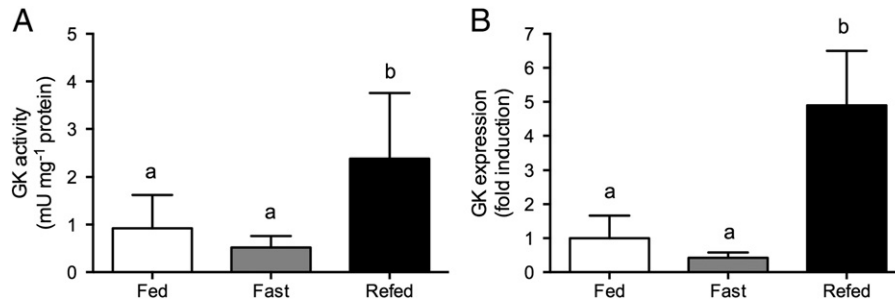 A
GK activity
(mU mg⁻¹ protein)
5
4
3
2
1
0
a
a
b
Fed
Fast
Refed
B
GK expression
(fold induction)
7
6
5
4
3
2
1
0
a
a
b
Fed
Fast
Refed